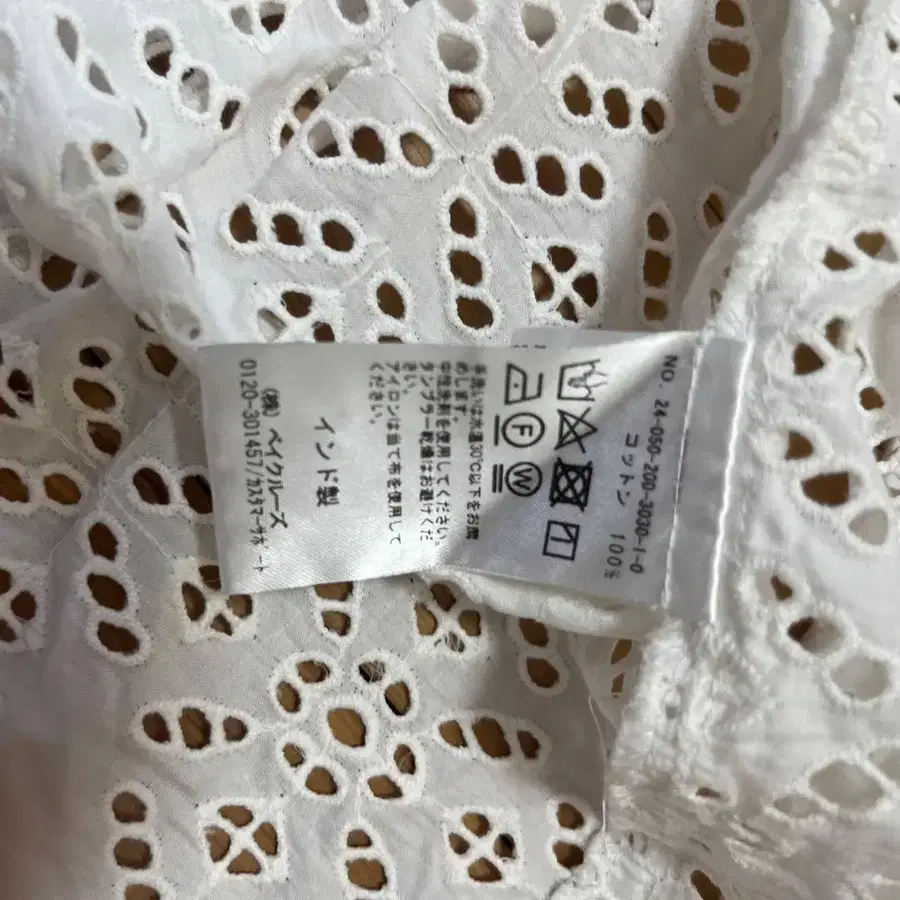 NO. 24-050-200-3030-1-0
コットン 100%
F W
手洗いは水温30℃以下をお薦
めします。
中性洗剤を使用してください。
タンブラー乾燥はお避けくだ
さい。
アイロンは当て布を使用して
ください。
インド製
(株) ベイクルーズ
0120-301457/カスタマーサポート